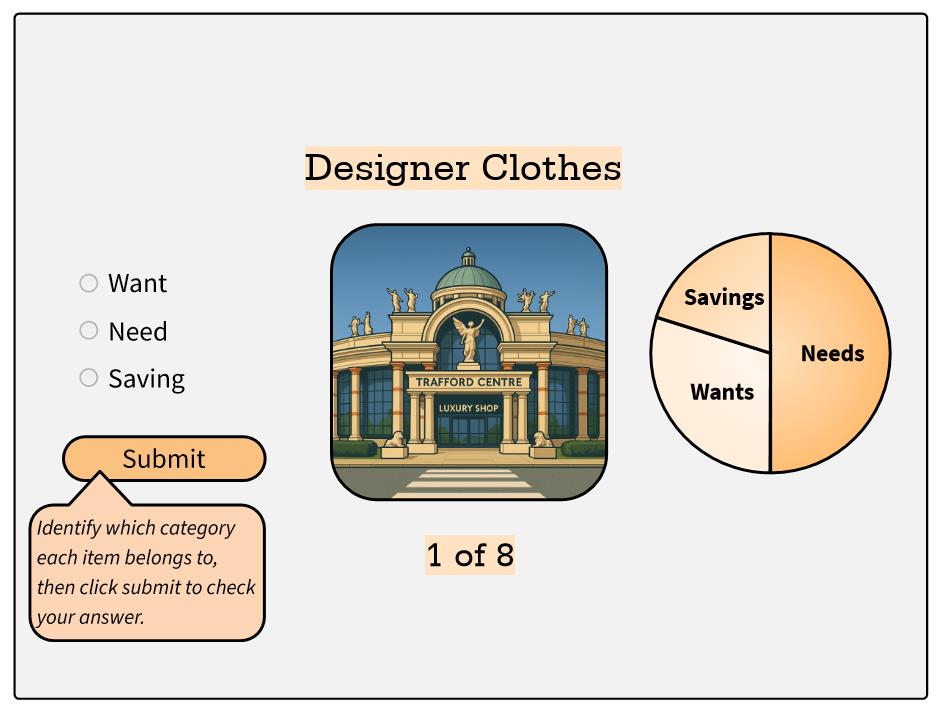 Designer Clothes
Want
Need
Saving
Submit
Identify which category
each item belongs to,
then click submit to check
your answer.
TRAFFORD CENTRE
LUXURY SHOP
1 of 8
Savings
Needs
Wants